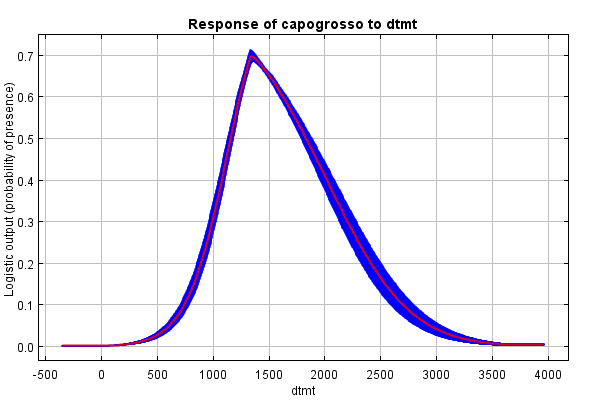 Response of capogrosso to dtmt
Logistic output (probability of presence)
0.7
0.6
0.5
0.4
0.3
0.2
0.1
0.0
-500 0 500 1000 1500 2000 2500 3000 3500 4000
dtmt